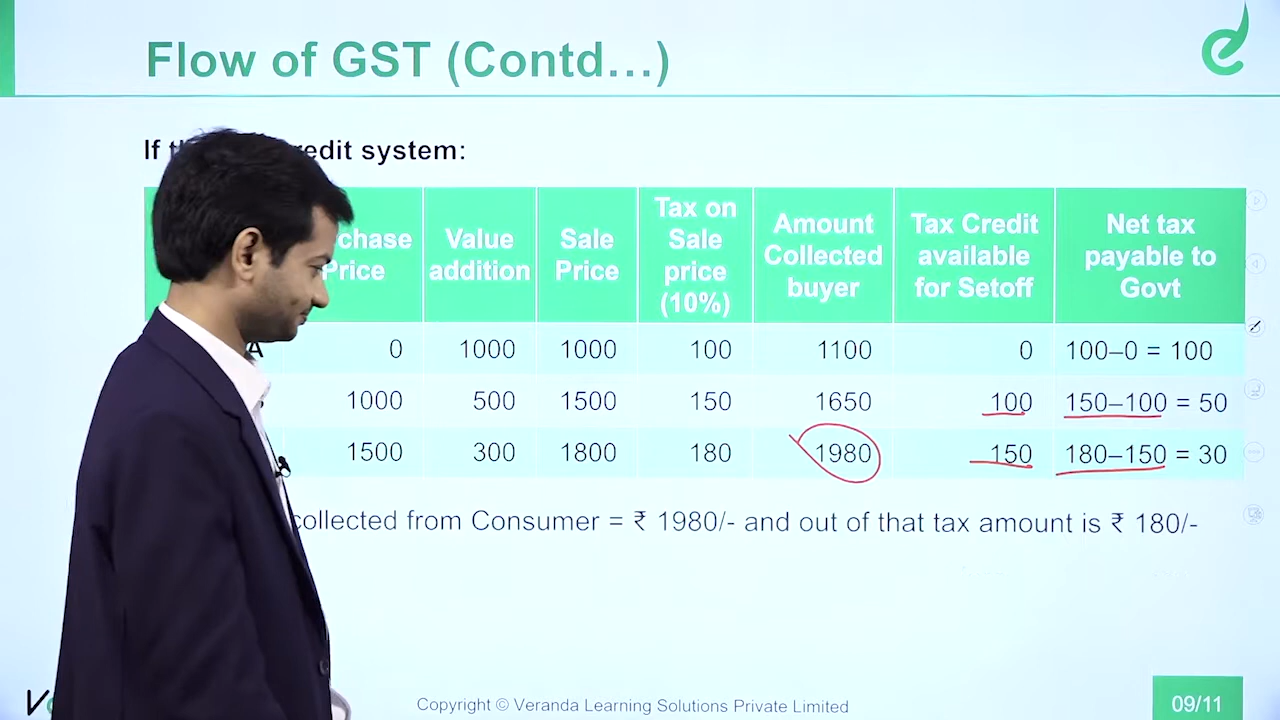 Flow of GST (Contd...)
If edit system:
Price
Value addition
Sale Price
Tax on Sale price (10%)
Amount Collected buyer
Tax Credit available for Setoff
Net tax payable to Govt
A 0 1000 1000 100 1100 0 100–0 = 100
1000 500 1500 150 1650 100 150–100 = 50
1500 300 1800 180 1980 150 180–150 = 30
collected from Consumer = ₹ 1980/- and out of that tax amount is ₹ 180/-
Copyright © Veranda Learning Solutions Private Limited
09/11